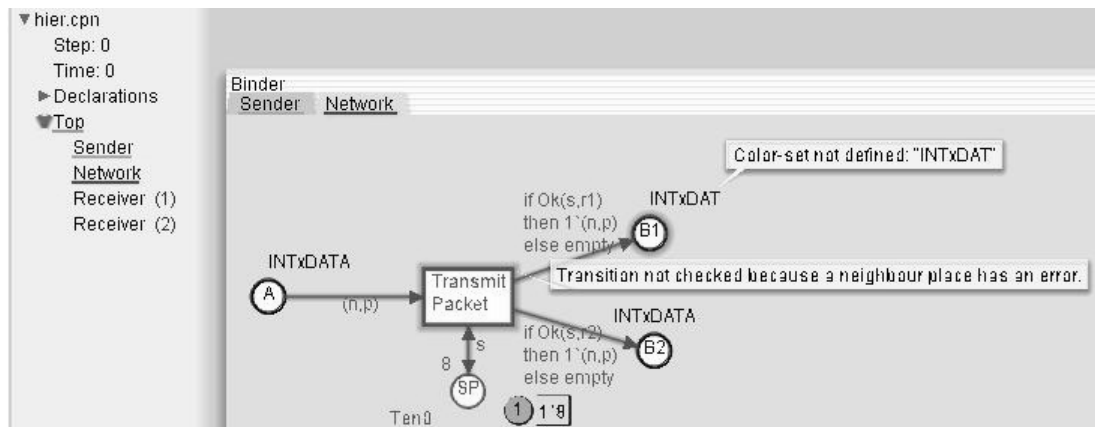 hier.cpn
Step: 0
Time: 0
Declarations
Top
Sender
Network
Receiver (1)
Receiver (2)
Binder
Sender Network
Color-set not defined: "INTxDAT"
if Ok(s,r1)
then 1`(n,p)
else empty
INTxDAT
B1
Transition not checked because a neighbour place has an error.
INTxDATA
A
(n,p)
Transmit
Packet
INTxDATA
B2
if Ok(s,r2)
then 1`(n,p)
else empty
s
8
SP
Ten0
1
1`8